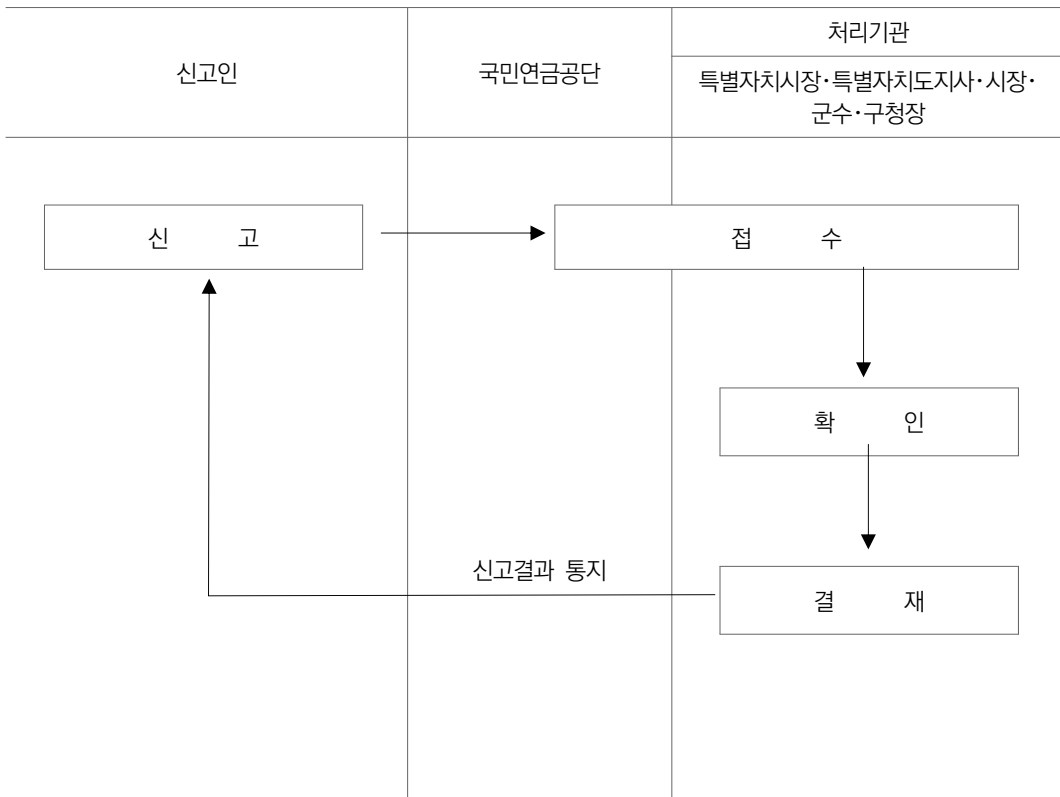 신고인
국민연금공단
처리기관
특별자치시장·특별자치도지사·시장·
군수·구청장
신 고
접 수
확 인
신고결과 통지
결 재